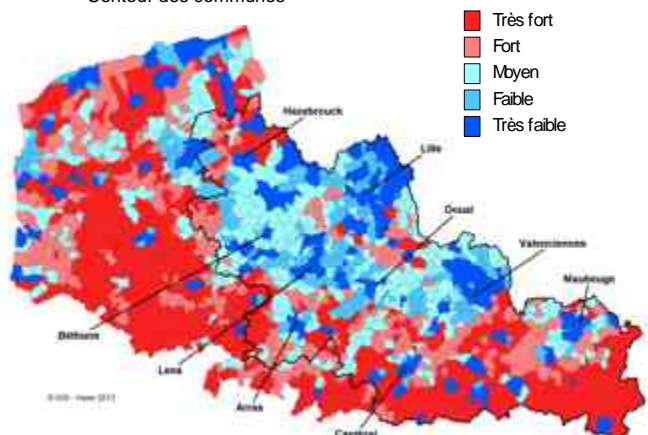 Contour des communes
Très fort
Fort
Moyen
Faible
Très faible
Hazebrouck
Lille
Douai
Valenciennes
Maubeuge
Béthune
Lens
Arras
Cambrai